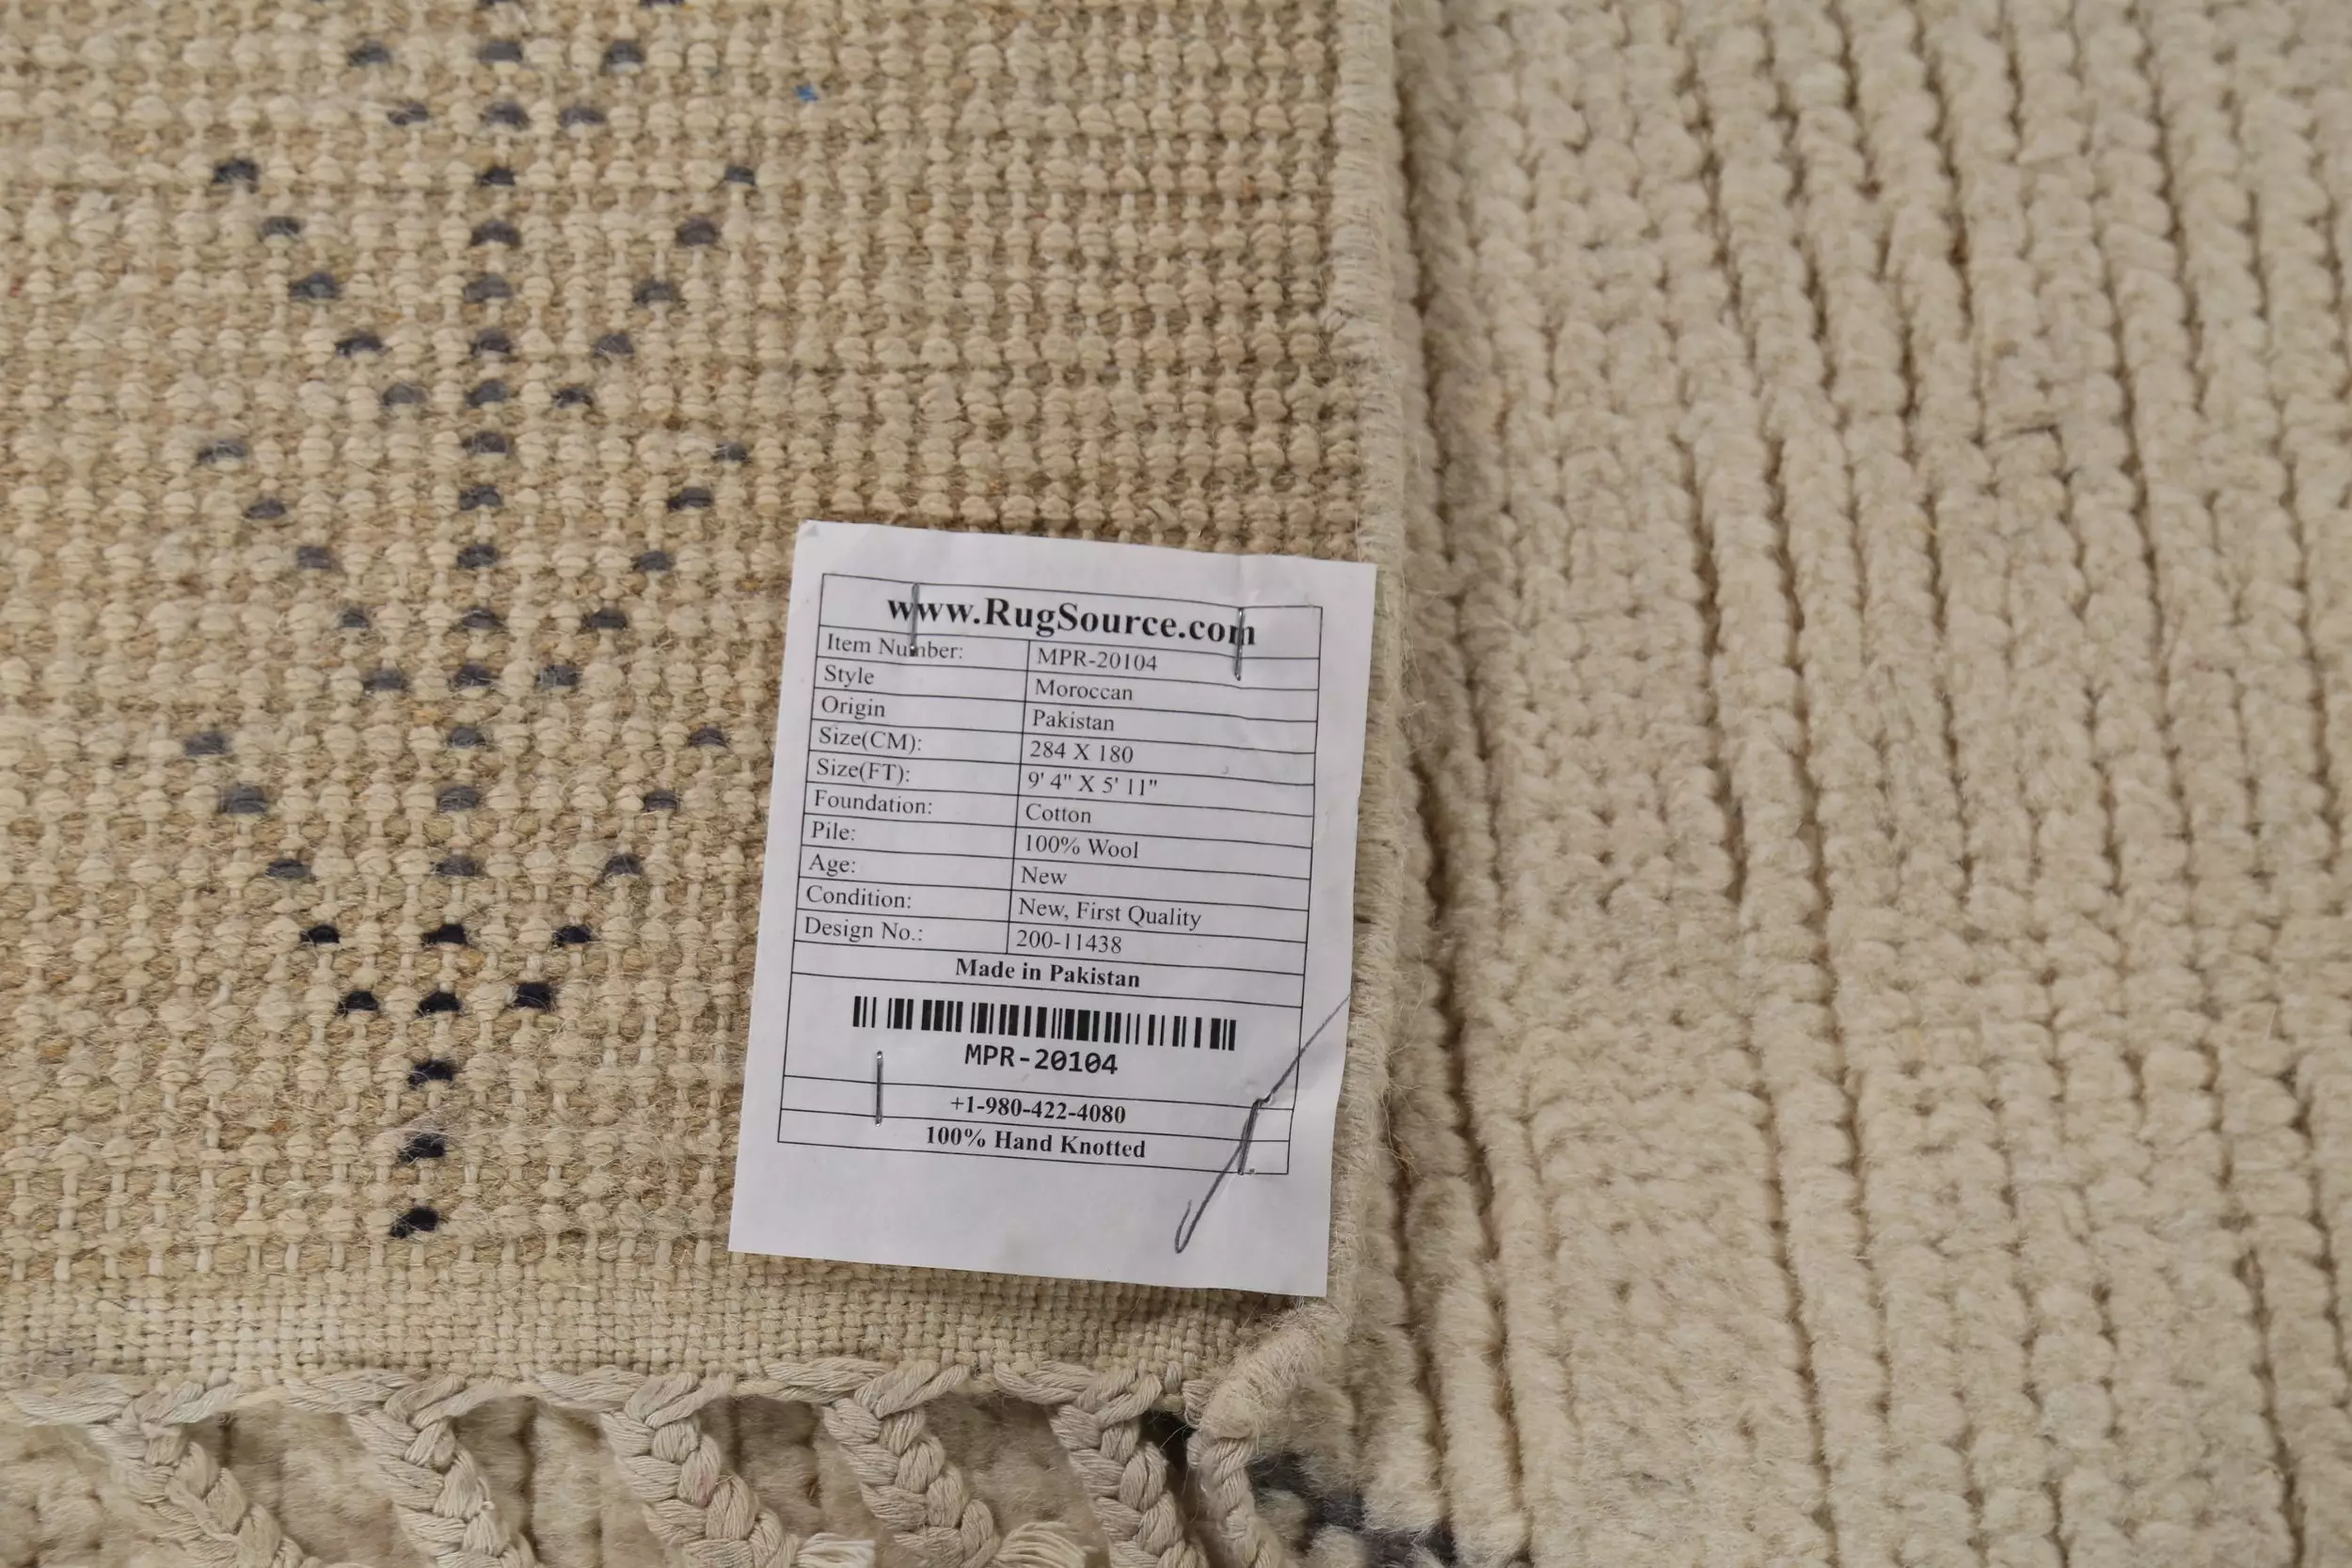 www.RugSource.com
Item Number: MPR-20104
Style Moroccan
Origin Pakistan
Size(CM): 284 X 180
Size(FT): 9' 4" X 5' 11"
Foundation: Cotton
Pile: 100% Wool
Age: New
Condition: New, First Quality
Design No.: 200-11438
Made in Pakistan
MPR-20104
+1-980-422-4080
100% Hand Knotted